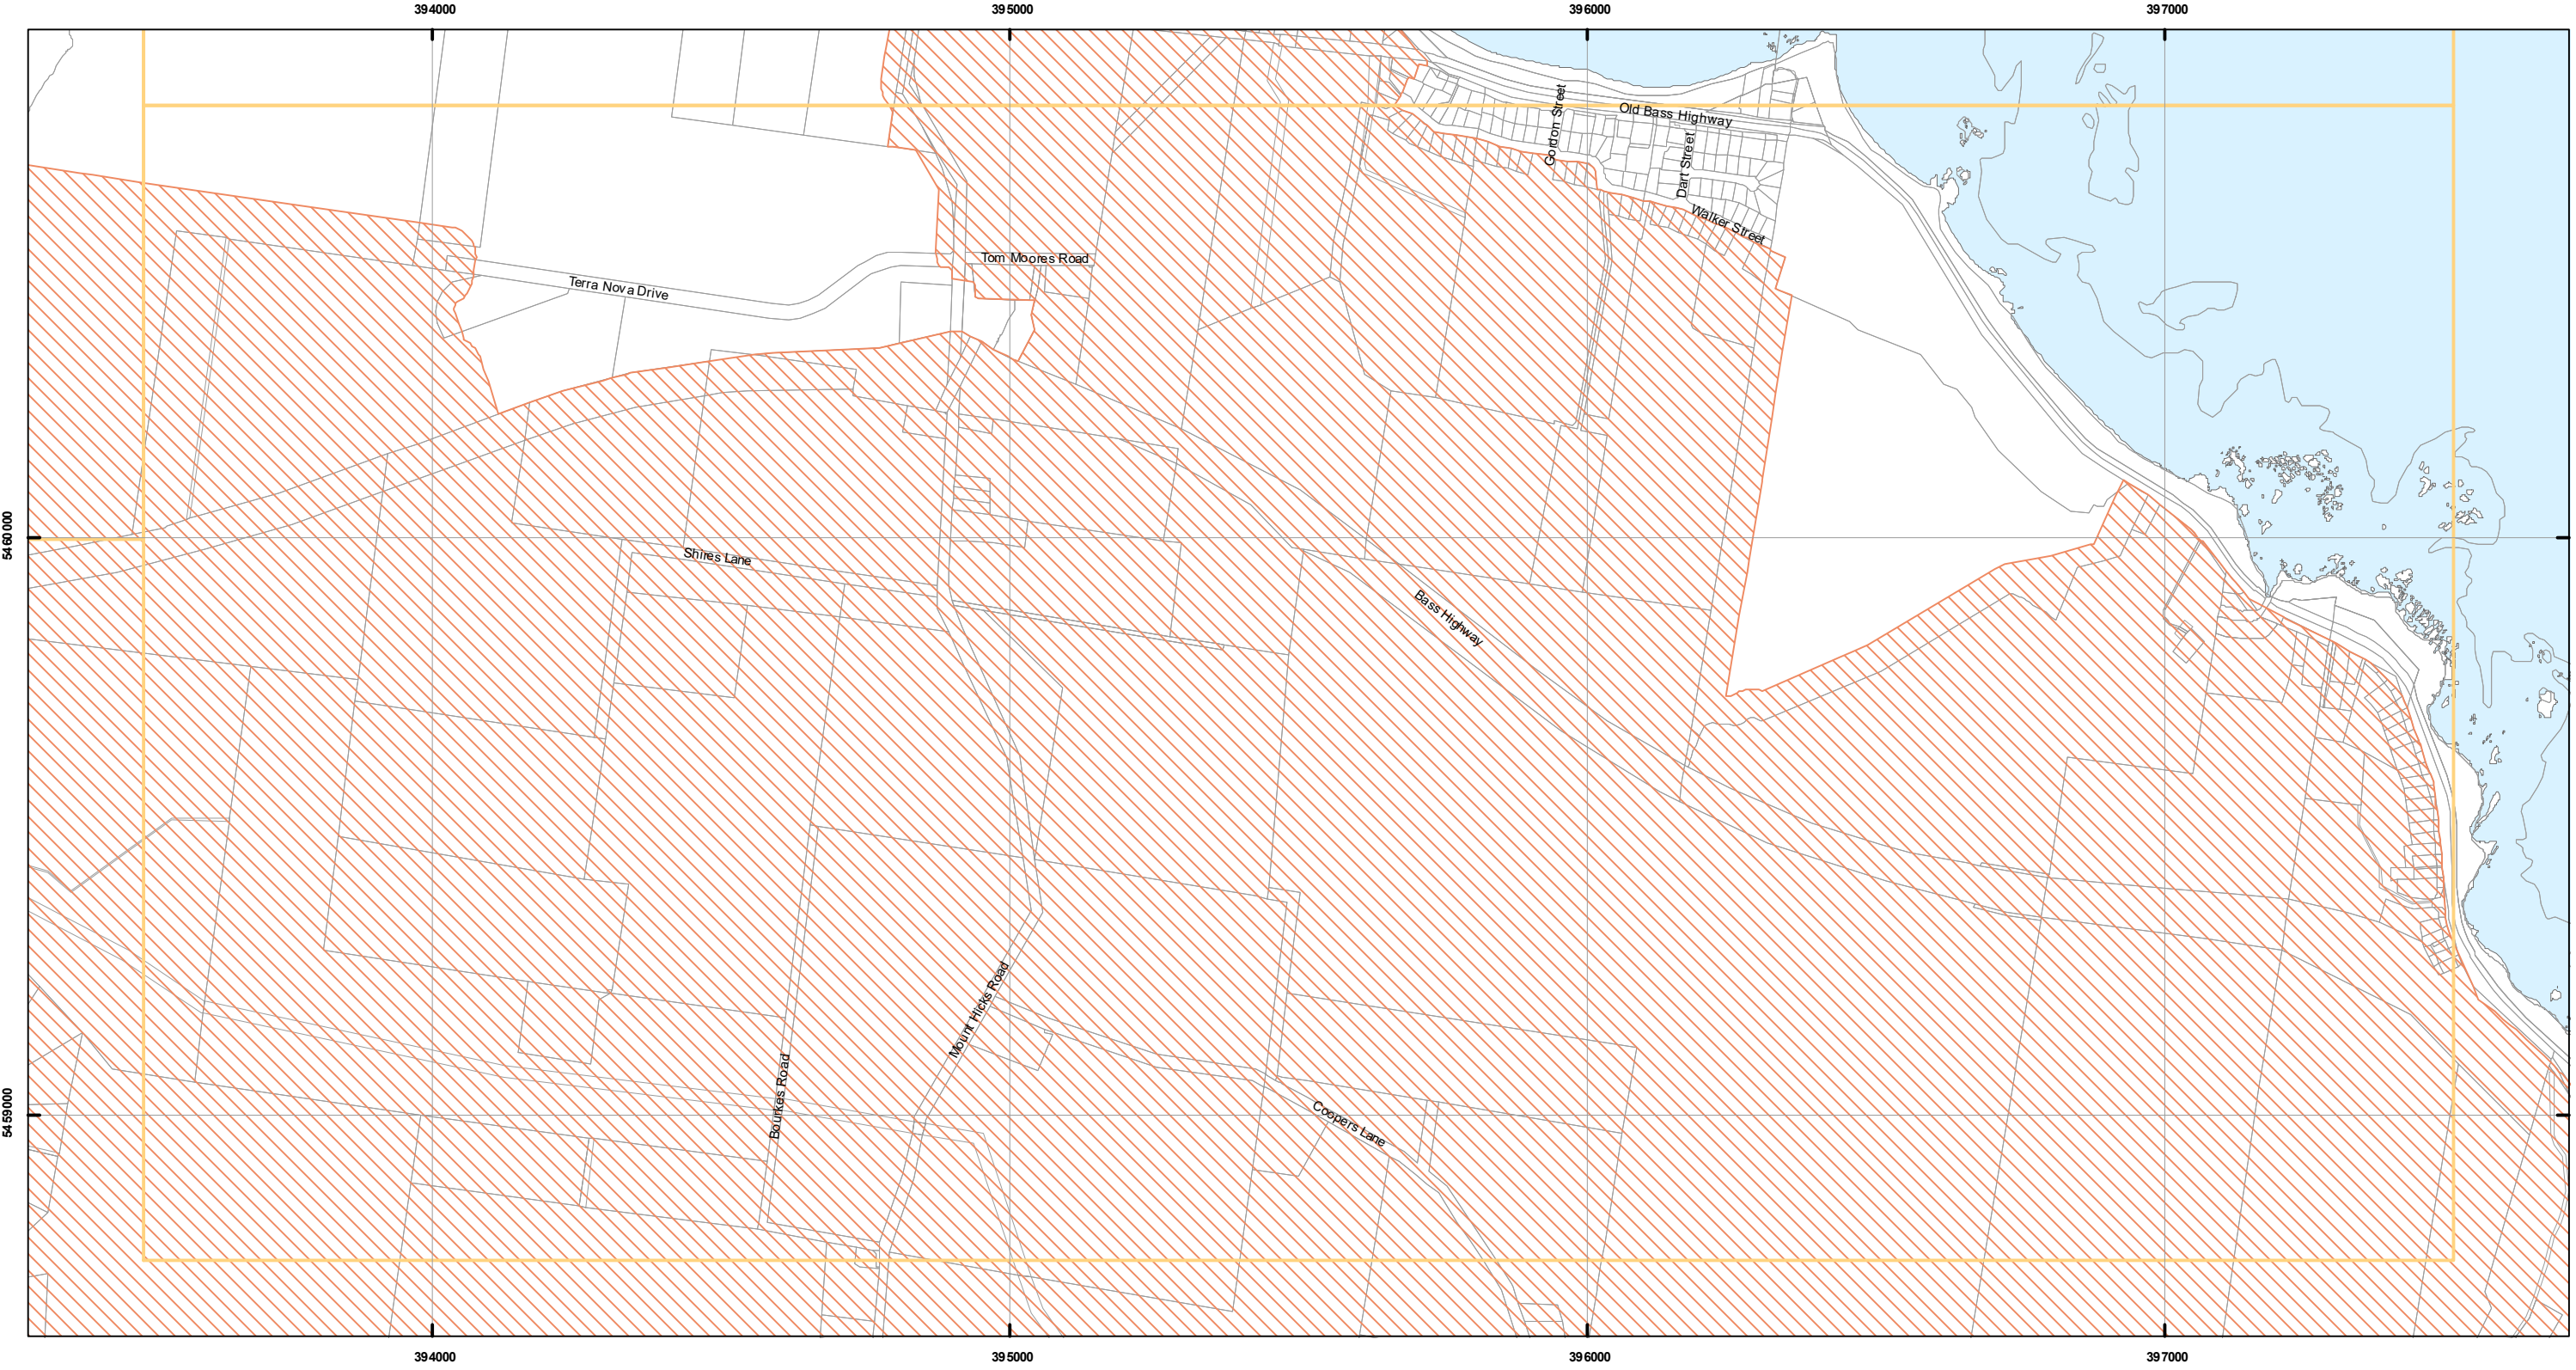 394000 395000 396000 397000
Gordon Street
Old Bass Highway
Dart Street
Walker Street
Tom Moores Road
Terra Nova Drive
5460000
Shires Lane
Bass Highway
Mount Hicks Road
Bourkes Road
Coopers Lane
5459000
394000 395000 396000 397000